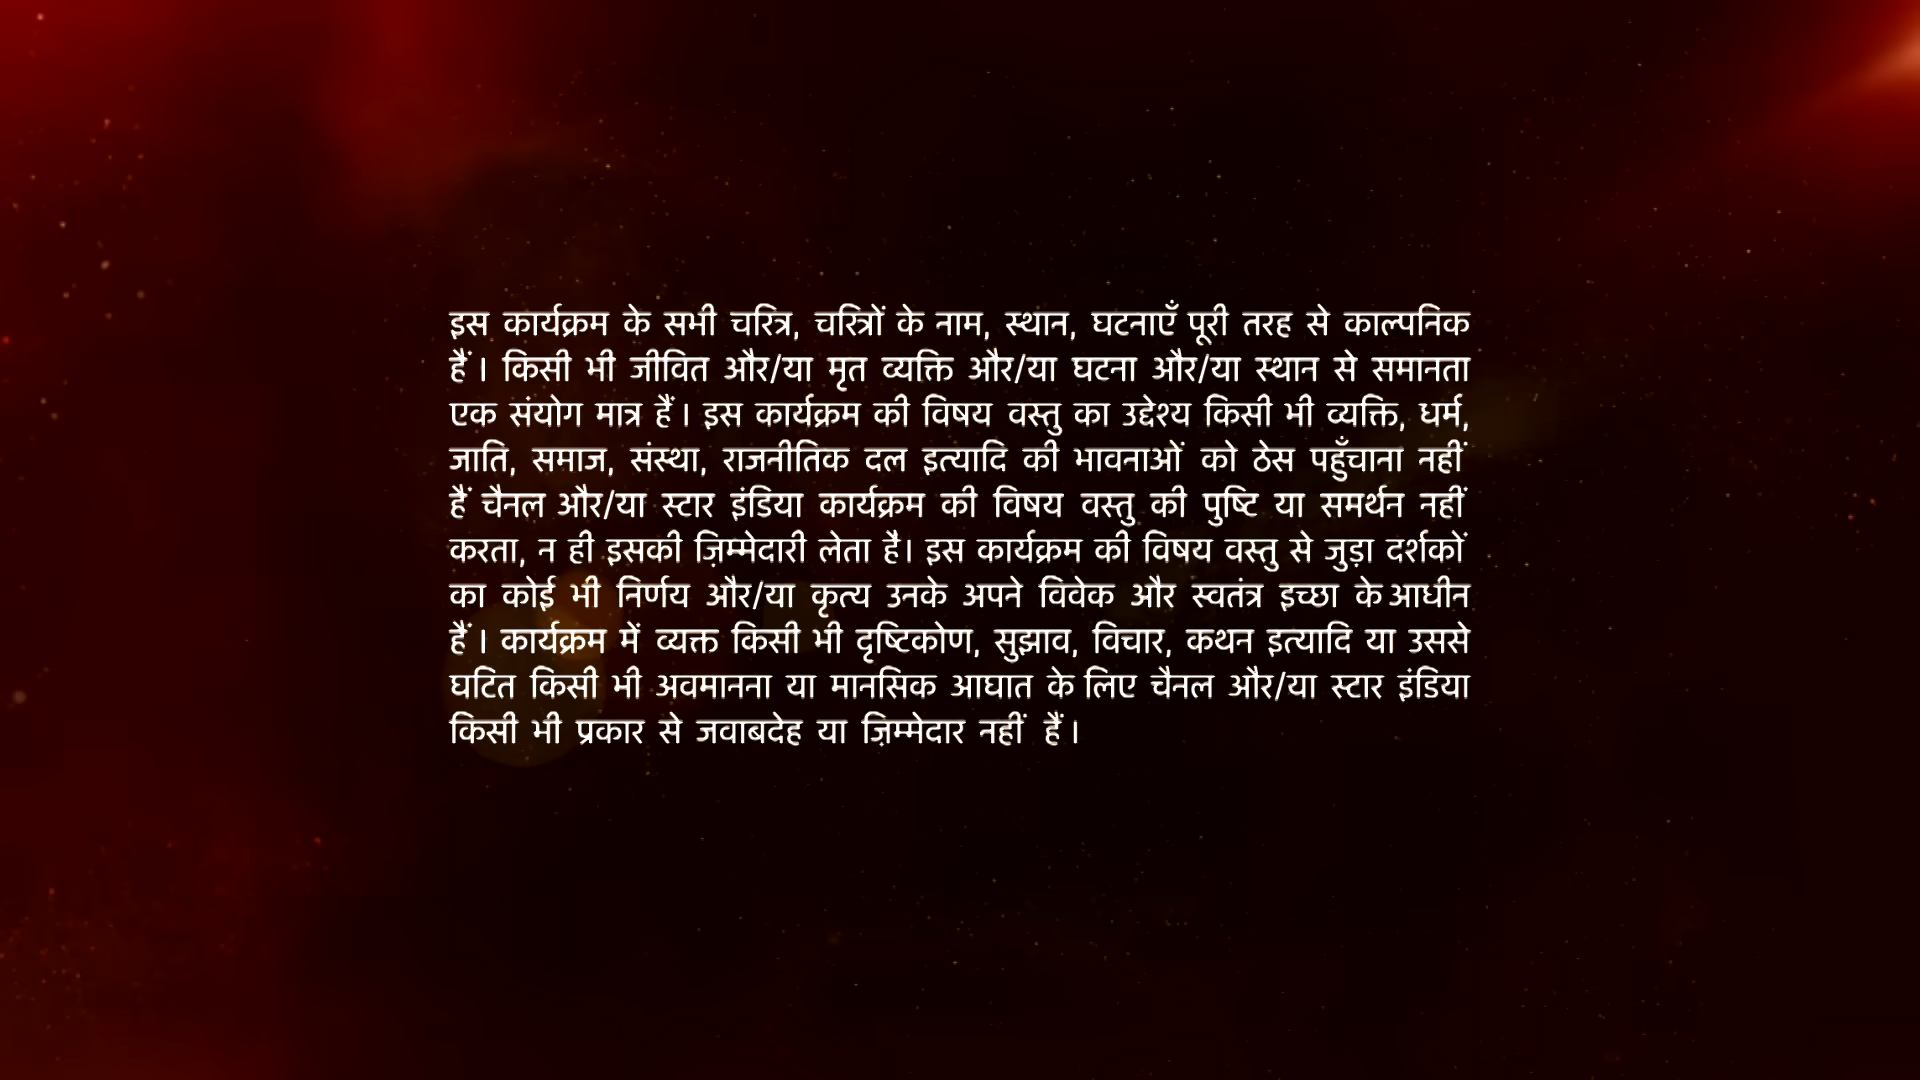 इस कार्यक्रम के सभी चरित्र, चरित्रों के नाम, स्थान, घटनाएँ पूरी तरह से काल्पनिक
हैं । किसी भी जीवित और/या मृत व्यक्ति और/या घटना और/या स्थान से समानता
एक संयोग मात्र हैं । इस कार्यक्रम की विषय वस्तु का उद्देश्य किसी भी व्यक्ति, धर्म,
जाति, समाज, संस्था, राजनीतिक दल इत्यादि की भावनाओं को ठेस पहुँचाना नहीं
हैं चैनल और/या स्टार इंडिया कार्यक्रम की विषय वस्तु की पुष्टि या समर्थन नहीं
करता, न ही इसकी ज़िम्मेदारी लेता है। इस कार्यक्रम की विषय वस्तु से जुड़ा दर्शकों
का कोई भी निर्णय और/या कृत्य उनके अपने विवेक और स्वतंत्र इच्छा के आधीन
हैं । कार्यक्रम में व्यक्त किसी भी दृष्टिकोण, सुझाव, विचार, कथन इत्यादि या उससे
घटित किसी भी अवमानना या मानसिक आघात के लिए चैनल और/या स्टार इंडिया
किसी भी प्रकार से जवाबदेह या ज़िम्मेदार नहीं हैं ।